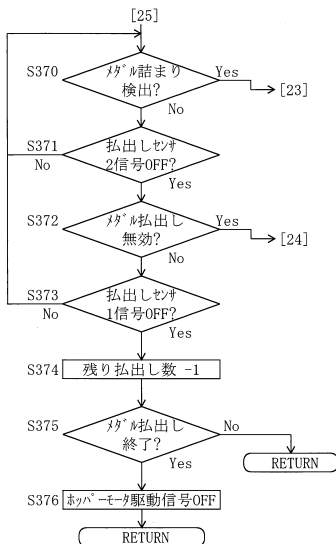 [25]
S370
ﾒﾀﾞﾙ詰まり
検出?
Yes
[23]
No
S371
払出しｾﾝｻ
2信号OFF?
No
Yes
S372
ﾒﾀﾞﾙ払出し
無効?
Yes
[24]
No
S373
払出しｾﾝｻ
1信号OFF?
No
Yes
S374
残り払出し数 -1
S375
ﾒﾀﾞﾙ払出し
終了?
No
RETURN
Yes
S376
ﾎｯﾊﾟｰﾓｰﾀ駆動信号OFF
RETURN